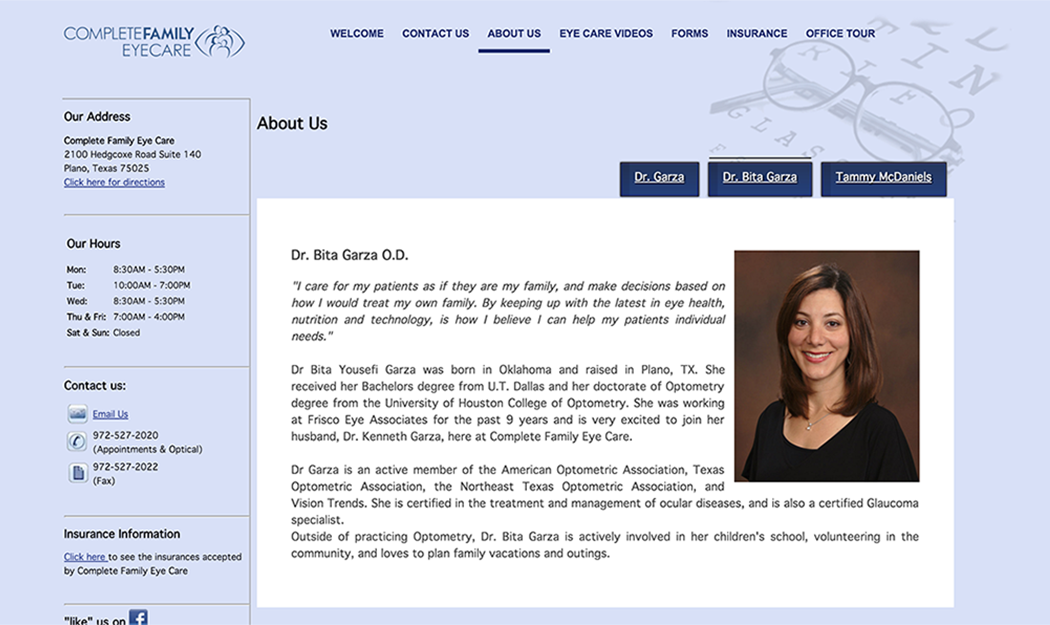 COMPLETEFAMILY
EYECARE
WELCOME CONTACT US ABOUT US EYE CARE VIDEOS FORMS INSURANCE OFFICE TOUR
Our Address
Complete Family Eye Care
2100 Hedgcoxe Road Suite 140
Plano, Texas 75025
Click here for directions
Our Hours
Mon: 8:30AM - 5:30PM
Tue: 10:00AM - 7:00PM
Wed: 8:30AM - 5:30PM
Thu & Fri: 7:00AM - 4:00PM
Sat & Sun: Closed
Contact us:
Email Us
972-527-2020
(Appointments & Optical)
972-527-2022
(Fax)
Insurance Information
Click here to see the insurances accepted
by Complete Family Eye Care
"like" us on f
About Us
Dr. Garza Dr. Bita Garza Tammy McDaniels
Dr. Bita Garza O.D.
"I care for my patients as if they are my family, and make decisions based on
how I would treat my own family. By keeping up with the latest in eye health,
nutrition and technology, is how I believe I can help my patients individual
needs."
Dr Bita Yousefi Garza was born in Oklahoma and raised in Plano, TX. She
received her Bachelors degree from U.T. Dallas and her doctorate of Optometry
degree from the University of Houston College of Optometry. She was working
at Frisco Eye Associates for the past 9 years and is very excited to join her
husband, Dr. Kenneth Garza, here at Complete Family Eye Care.
Dr Garza is an active member of the American Optometric Association, Texas
Optometric Association, the Northeast Texas Optometric Association, and
Vision Trends. She is certified in the treatment and management of ocular diseases, and is also a certified Glaucoma
specialist.
Outside of practicing Optometry, Dr. Bita Garza is actively involved in her children's school, volunteering in the
community, and loves to plan family vacations and outings.